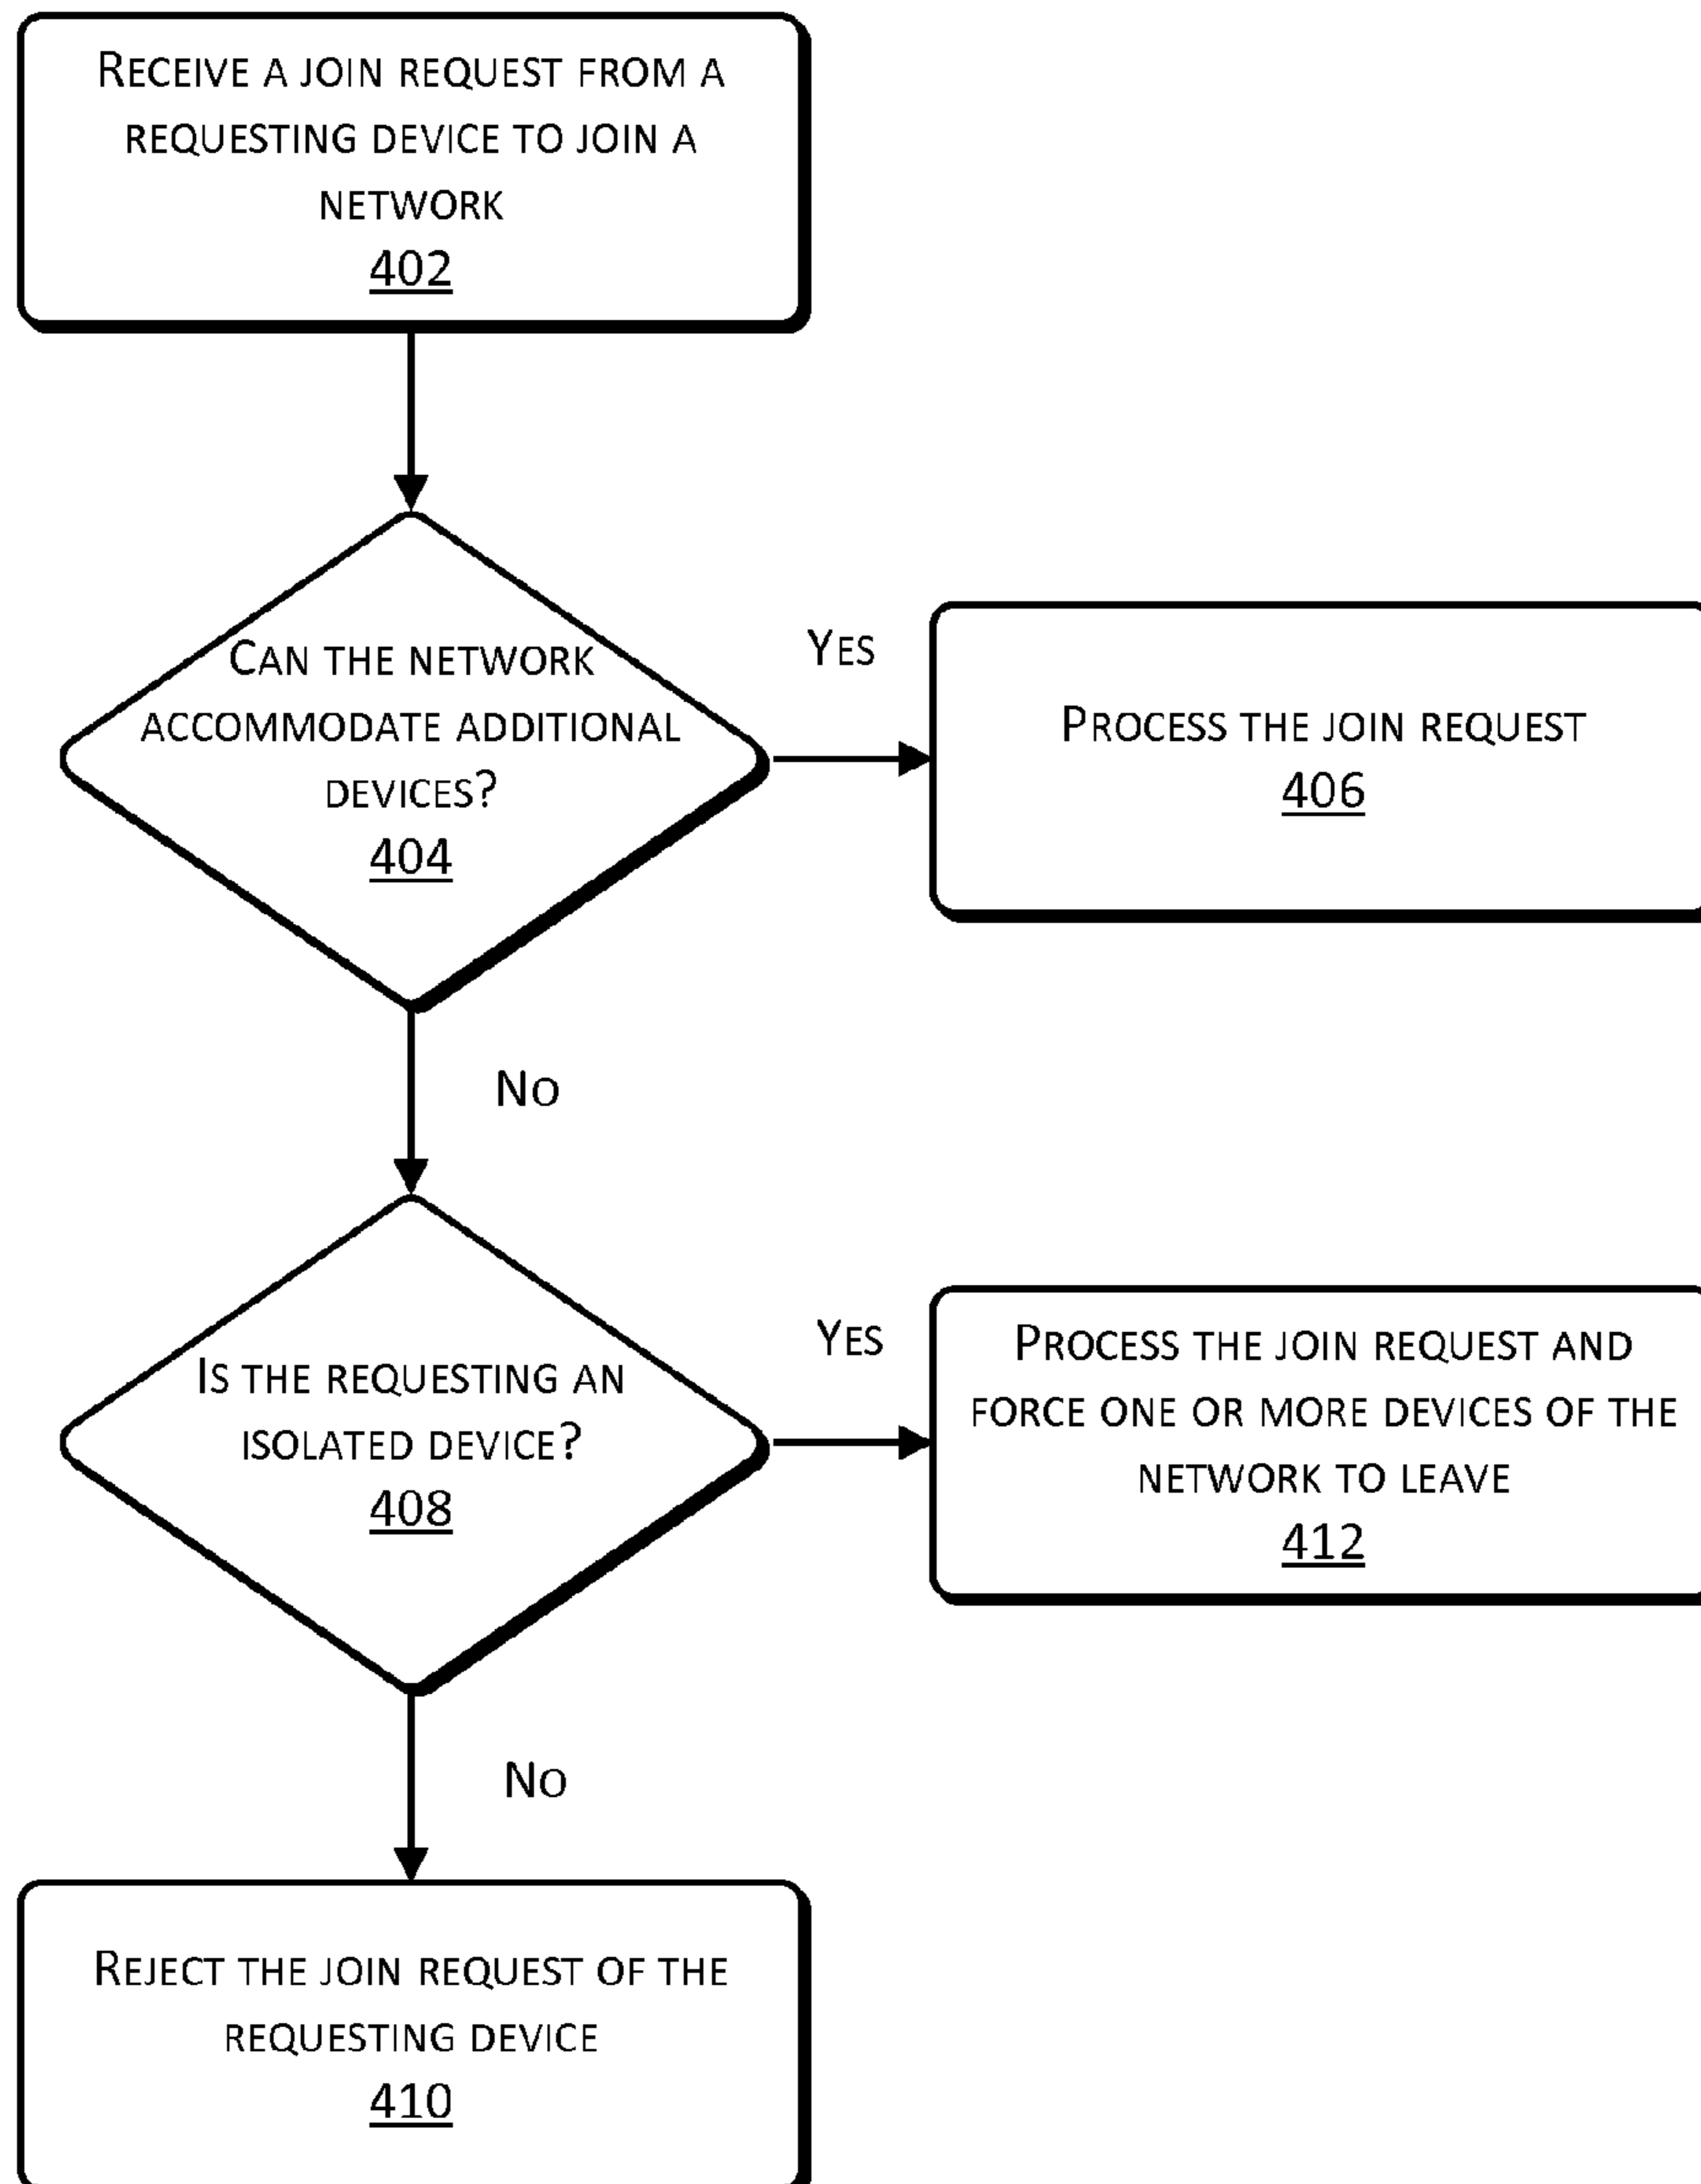 RECEIVE A JOIN REQUEST FROM A
REQUESTING DEVICE TO JOIN A
NETWORK
402
CAN THE NETWORK
ACCOMMODATE ADDITIONAL
DEVICES?
404
YES
PROCESS THE JOIN REQUEST
406
NO
IS THE REQUESTING AN
ISOLATED DEVICE?
408
YES
PROCESS THE JOIN REQUEST AND
FORCE ONE OR MORE DEVICES OF THE
NETWORK TO LEAVE
412
NO
REJECT THE JOIN REQUEST OF THE
REQUESTING DEVICE
410